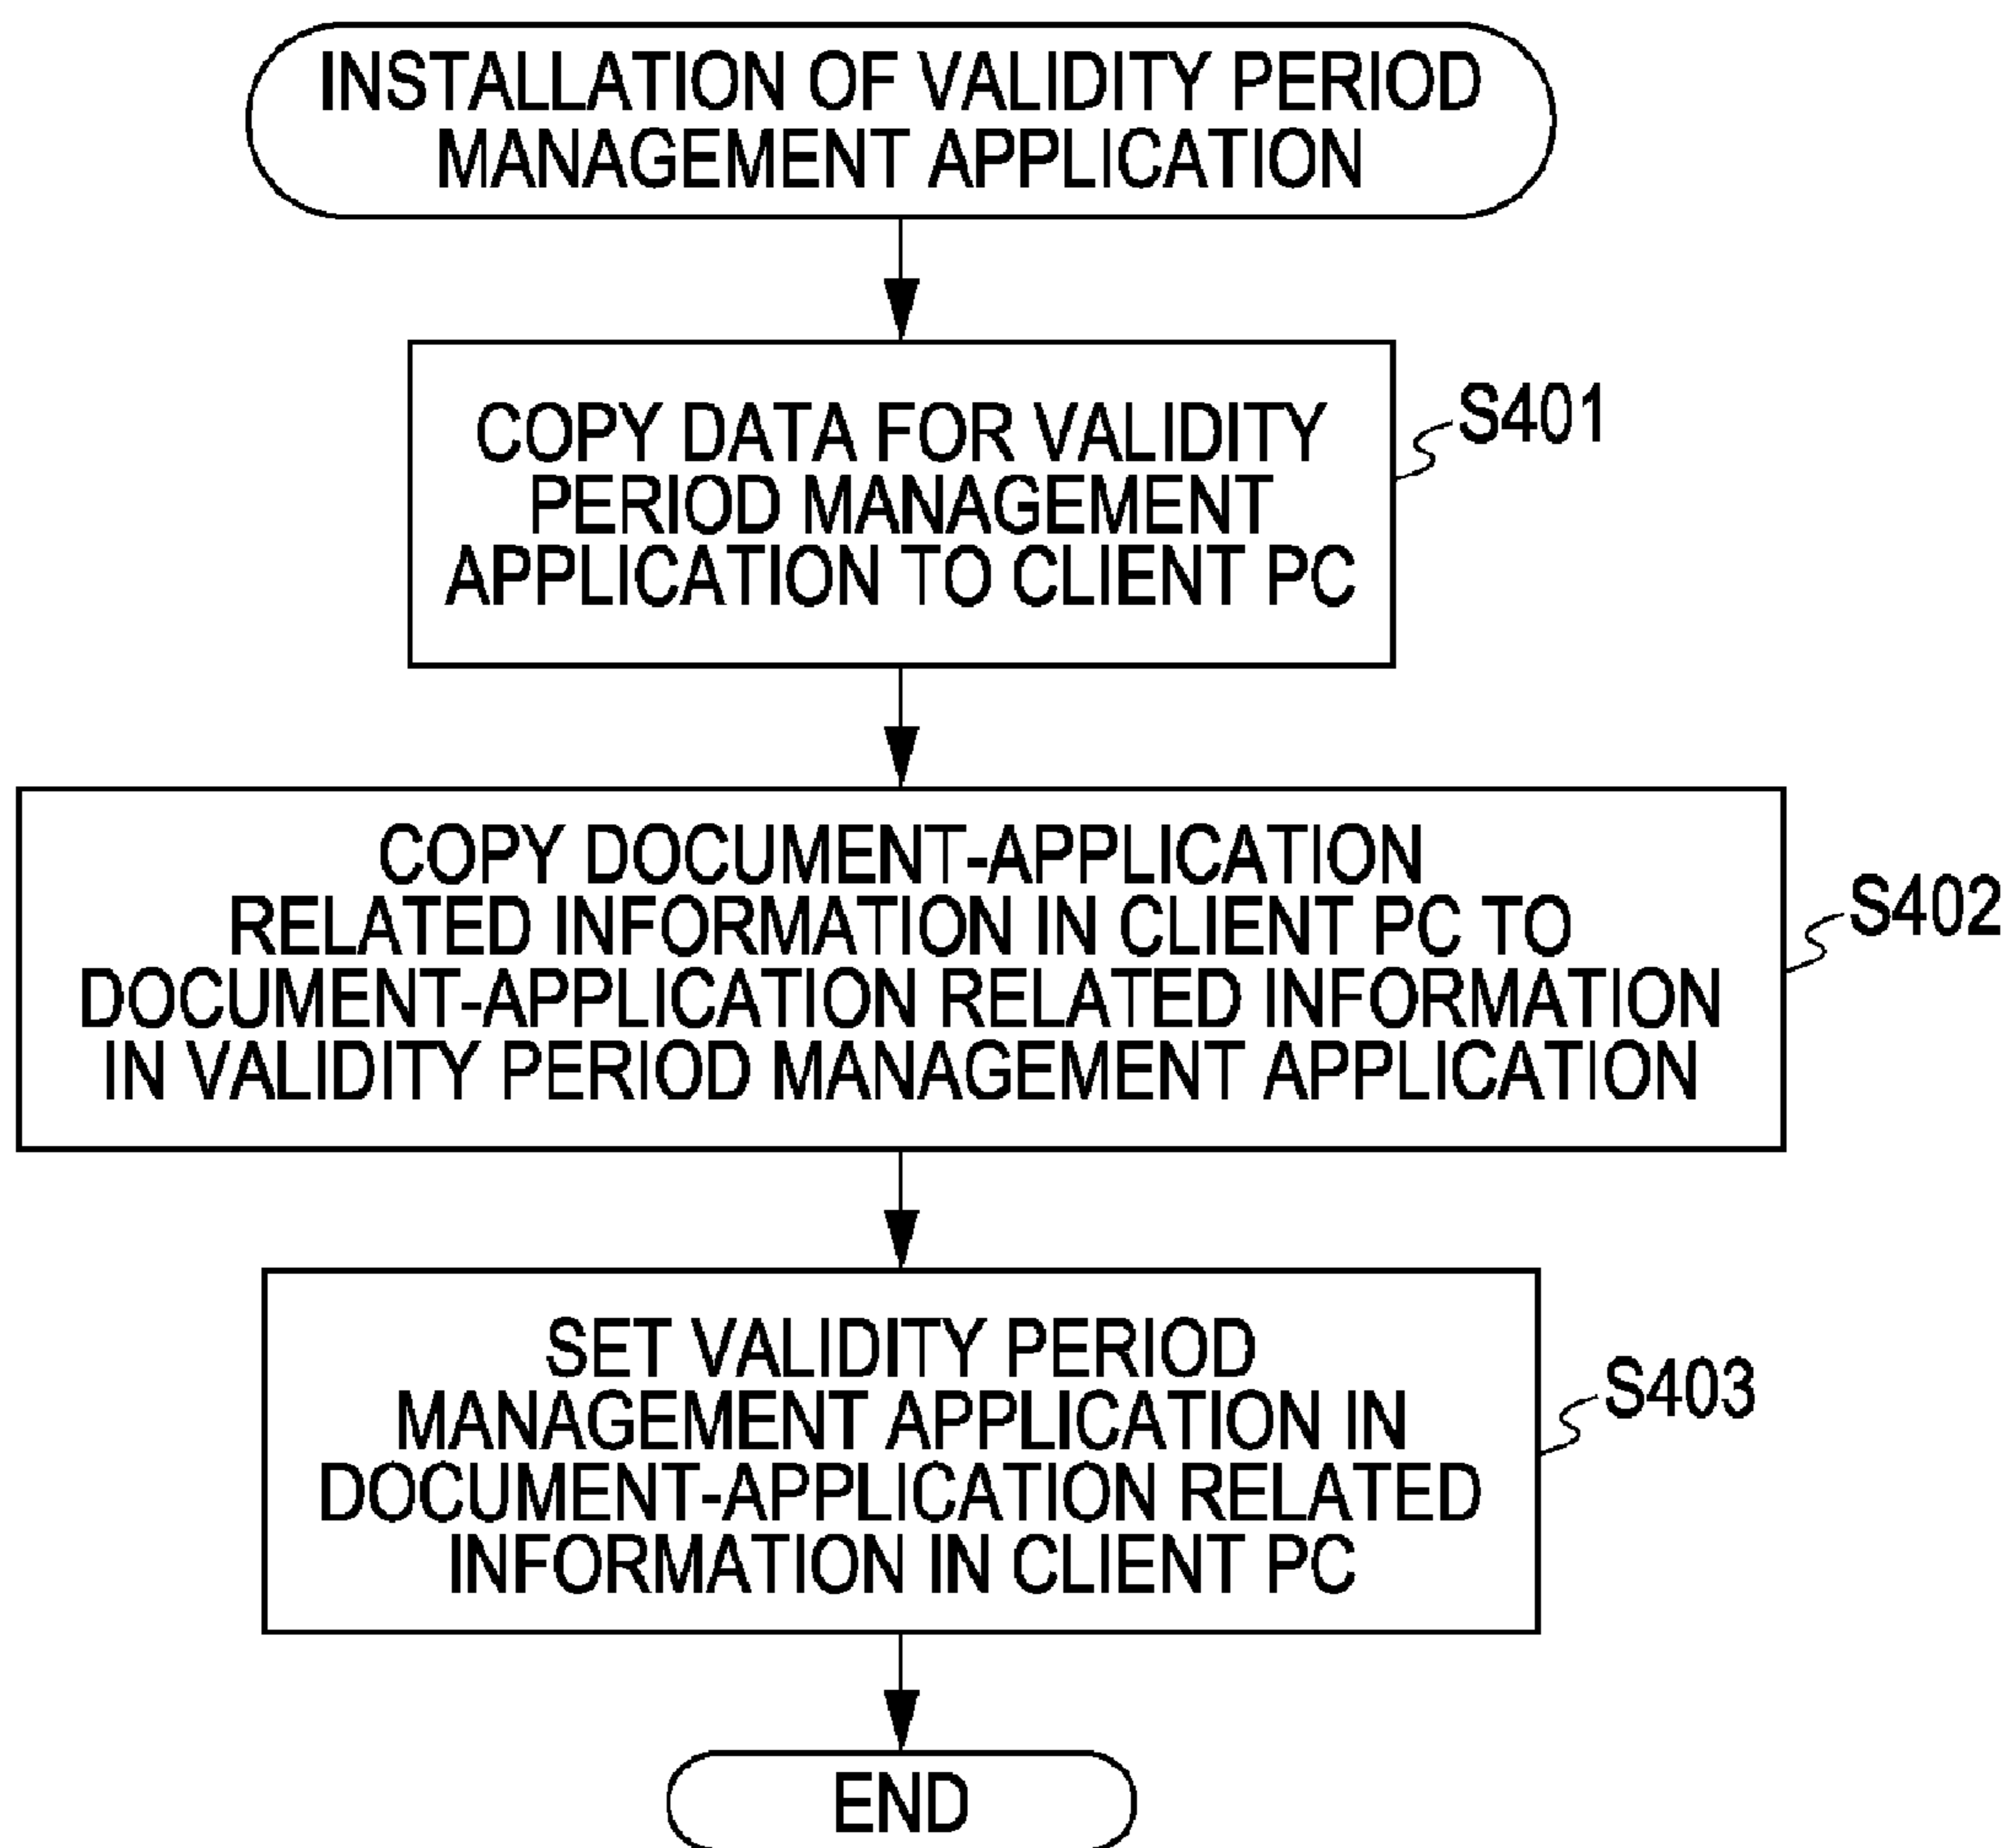 INSTALLATION OF VALIDITY PERIOD
MANAGEMENT APPLICATION
COPY DATA FOR VALIDITY
PERIOD MANAGEMENT
APPLICATION TO CLIENT PC
S401
COPY DOCUMENT-APPLICATION
RELATED INFORMATION IN CLIENT PC TO
DOCUMENT-APPLICATION RELATED INFORMATION
IN VALIDITY PERIOD MANAGEMENT APPLICATION
S402
SET VALIDITY PERIOD
MANAGEMENT APPLICATION IN
DOCUMENT-APPLICATION RELATED
INFORMATION IN CLIENT PC
S403
END